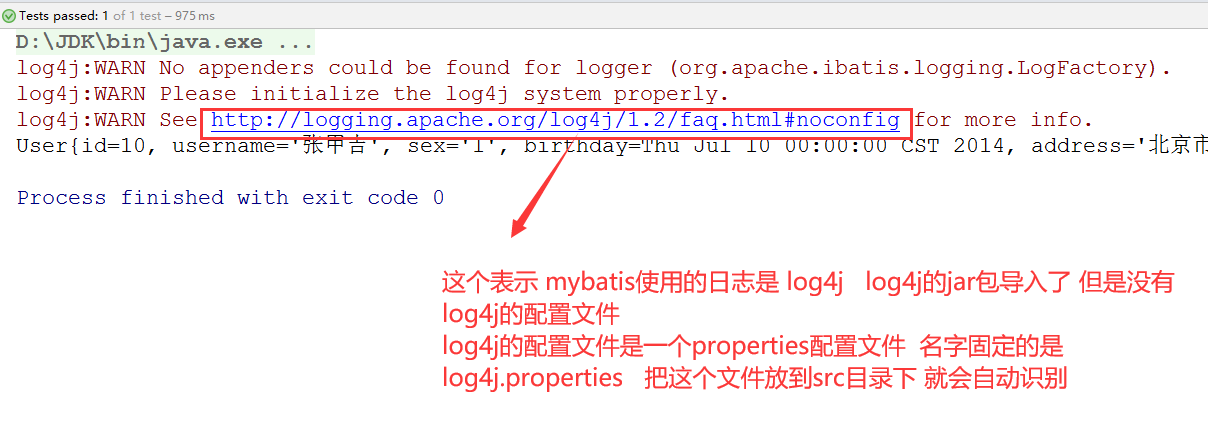 Tests passed: 1 of 1 test – 975 ms
D:\JDK\bin\java.exe ...
log4j:WARN No appenders could be found for logger (org.apache.ibatis.logging.LogFactory).
log4j:WARN Please initialize the log4j system properly.
log4j:WARN See http://logging.apache.org/log4j/1.2/faq.html#noconfig for more info.
User{id=10, username='张甲吉', sex='1', birthday=Thu Jul 10 00:00:00 CST 2014, address='北京市
Process finished with exit code 0
这个表示 mybatis使用的日志是 log4j log4j的jar包导入了 但是没有
log4j的配置文件
log4j的配置文件是一个properties配置文件 名字固定的是
log4j.properties 把这个文件放到src目录下 就会自动识别